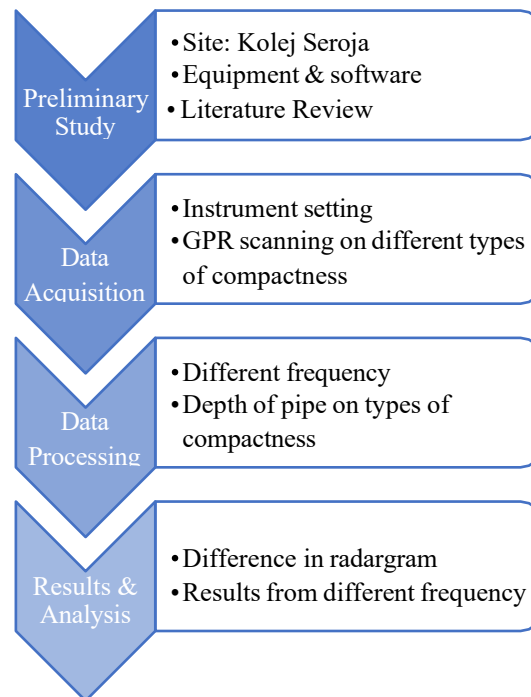 Preliminary
Study
•Site: Kolej Seroja
•Equipment & software
•Literature Review
Data
Acquisition
•Instrument setting
•GPR scanning on different types
of compactness
Data
Processing
•Different frequency
•Depth of pipe on types of
compactness
Results &
Analysis
•Difference in radargram
•Results from different frequency